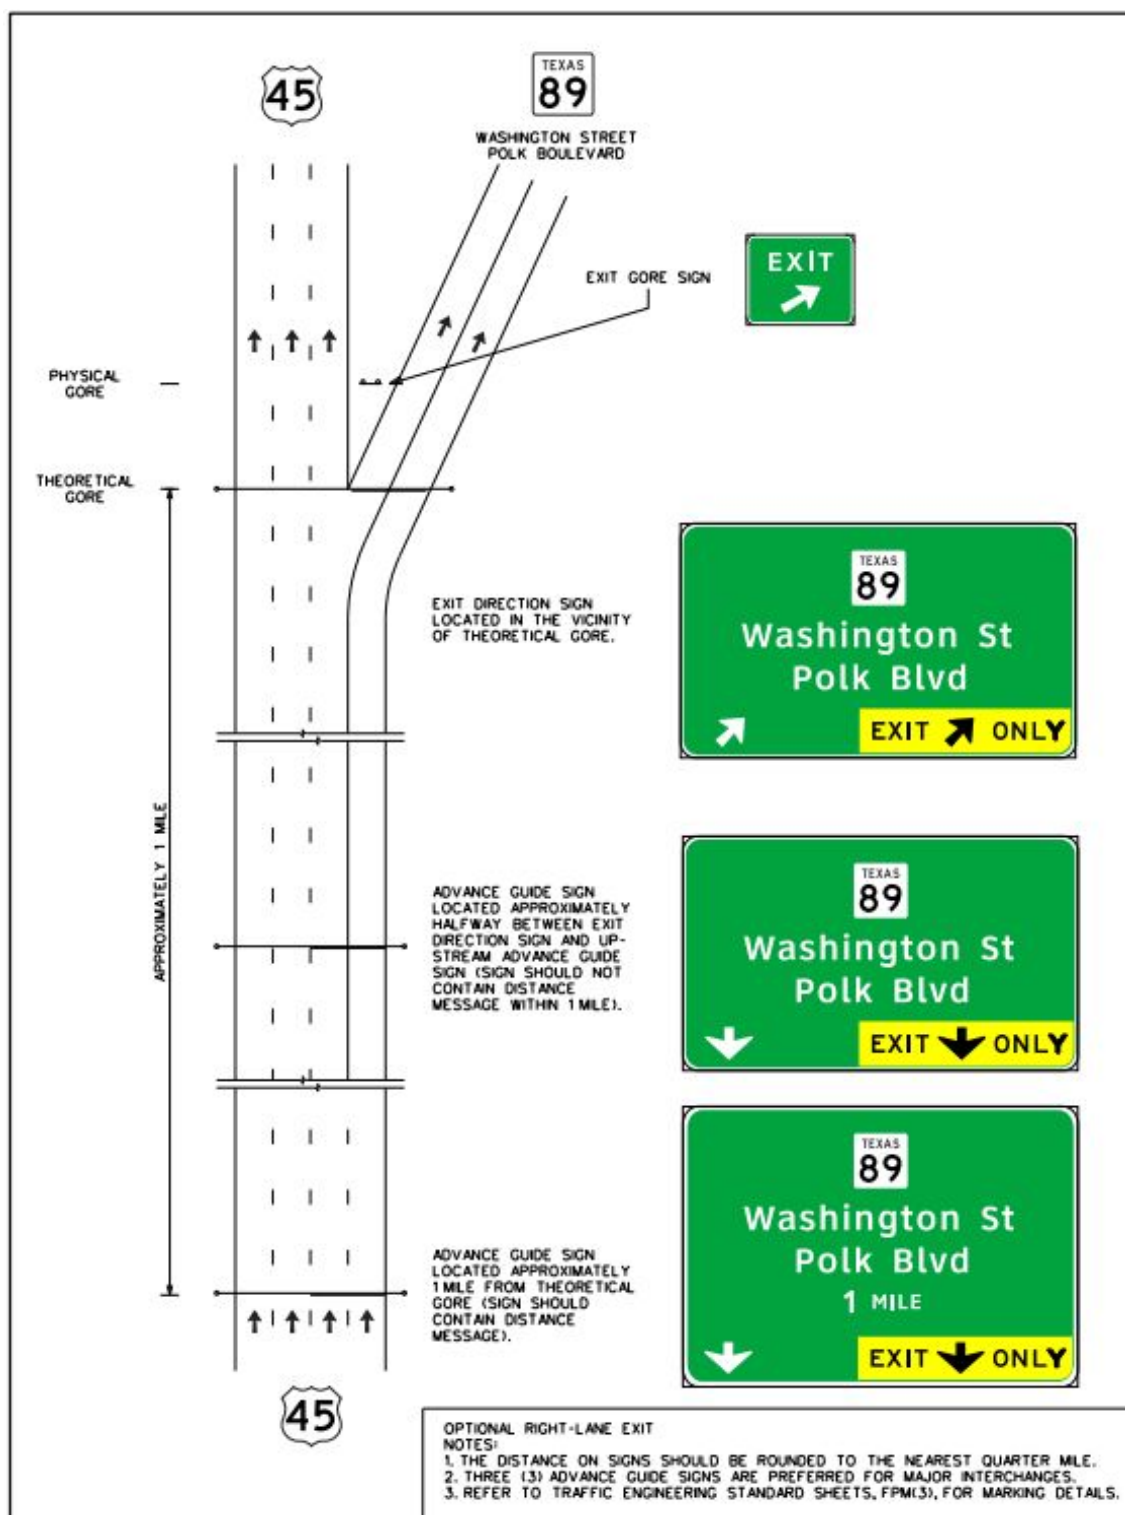 45
TEXAS
89
WASHINGTON STREET
POLK BOULEVARD
EXIT GORE SIGN
EXIT
PHYSICAL
GORE
THEORETICAL
GORE
EXIT DIRECTION SIGN
LOCATED IN THE VICINITY
OF THEORETICAL GORE.
TEXAS
89
Washington St
Polk Blvd
EXIT ONLY
APPROXIMATELY 1 MILE
ADVANCE GUIDE SIGN
LOCATED APPROXIMATELY
HALFWAY BETWEEN EXIT
DIRECTION SIGN AND UP-
STREAM ADVANCE GUIDE
SIGN (SIGN SHOULD NOT
CONTAIN DISTANCE
MESSAGE WITHIN 1 MILE).
TEXAS
89
Washington St
Polk Blvd
EXIT ONLY
ADVANCE GUIDE SIGN
LOCATED APPROXIMATELY
1 MILE FROM THEORETICAL
GORE (SIGN SHOULD
CONTAIN DISTANCE
MESSAGE).
TEXAS
89
Washington St
Polk Blvd
1 MILE
EXIT ONLY
45
OPTIONAL RIGHT-LANE EXIT
NOTES:
1. THE DISTANCE ON SIGNS SHOULD BE ROUNDED TO THE NEAREST QUARTER MILE.
2. THREE (3) ADVANCE GUIDE SIGNS ARE PREFERRED FOR MAJOR INTERCHANGES.
3. REFER TO TRAFFIC ENGINEERING STANDARD SHEETS, FPM(3), FOR MARKING DETAILS.